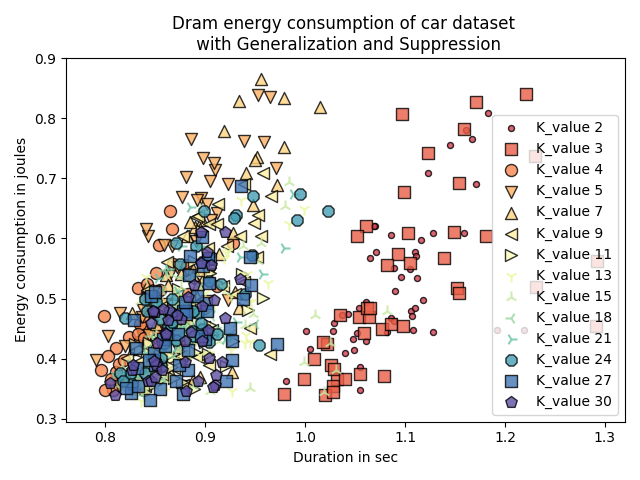 Dram energy consumption of car dataset
with Generalization and Suppression
Energy consumption in joules
0.9
0.8
0.7
0.6
0.5
0.4
0.3
K_value 2
K_value 3
K_value 4
K_value 5
K_value 7
K_value 9
K_value 11
K_value 13
K_value 15
K_value 18
K_value 21
K_value 24
K_value 27
K_value 30
0.8 0.9 1.0 1.1 1.2 1.3
Duration in sec